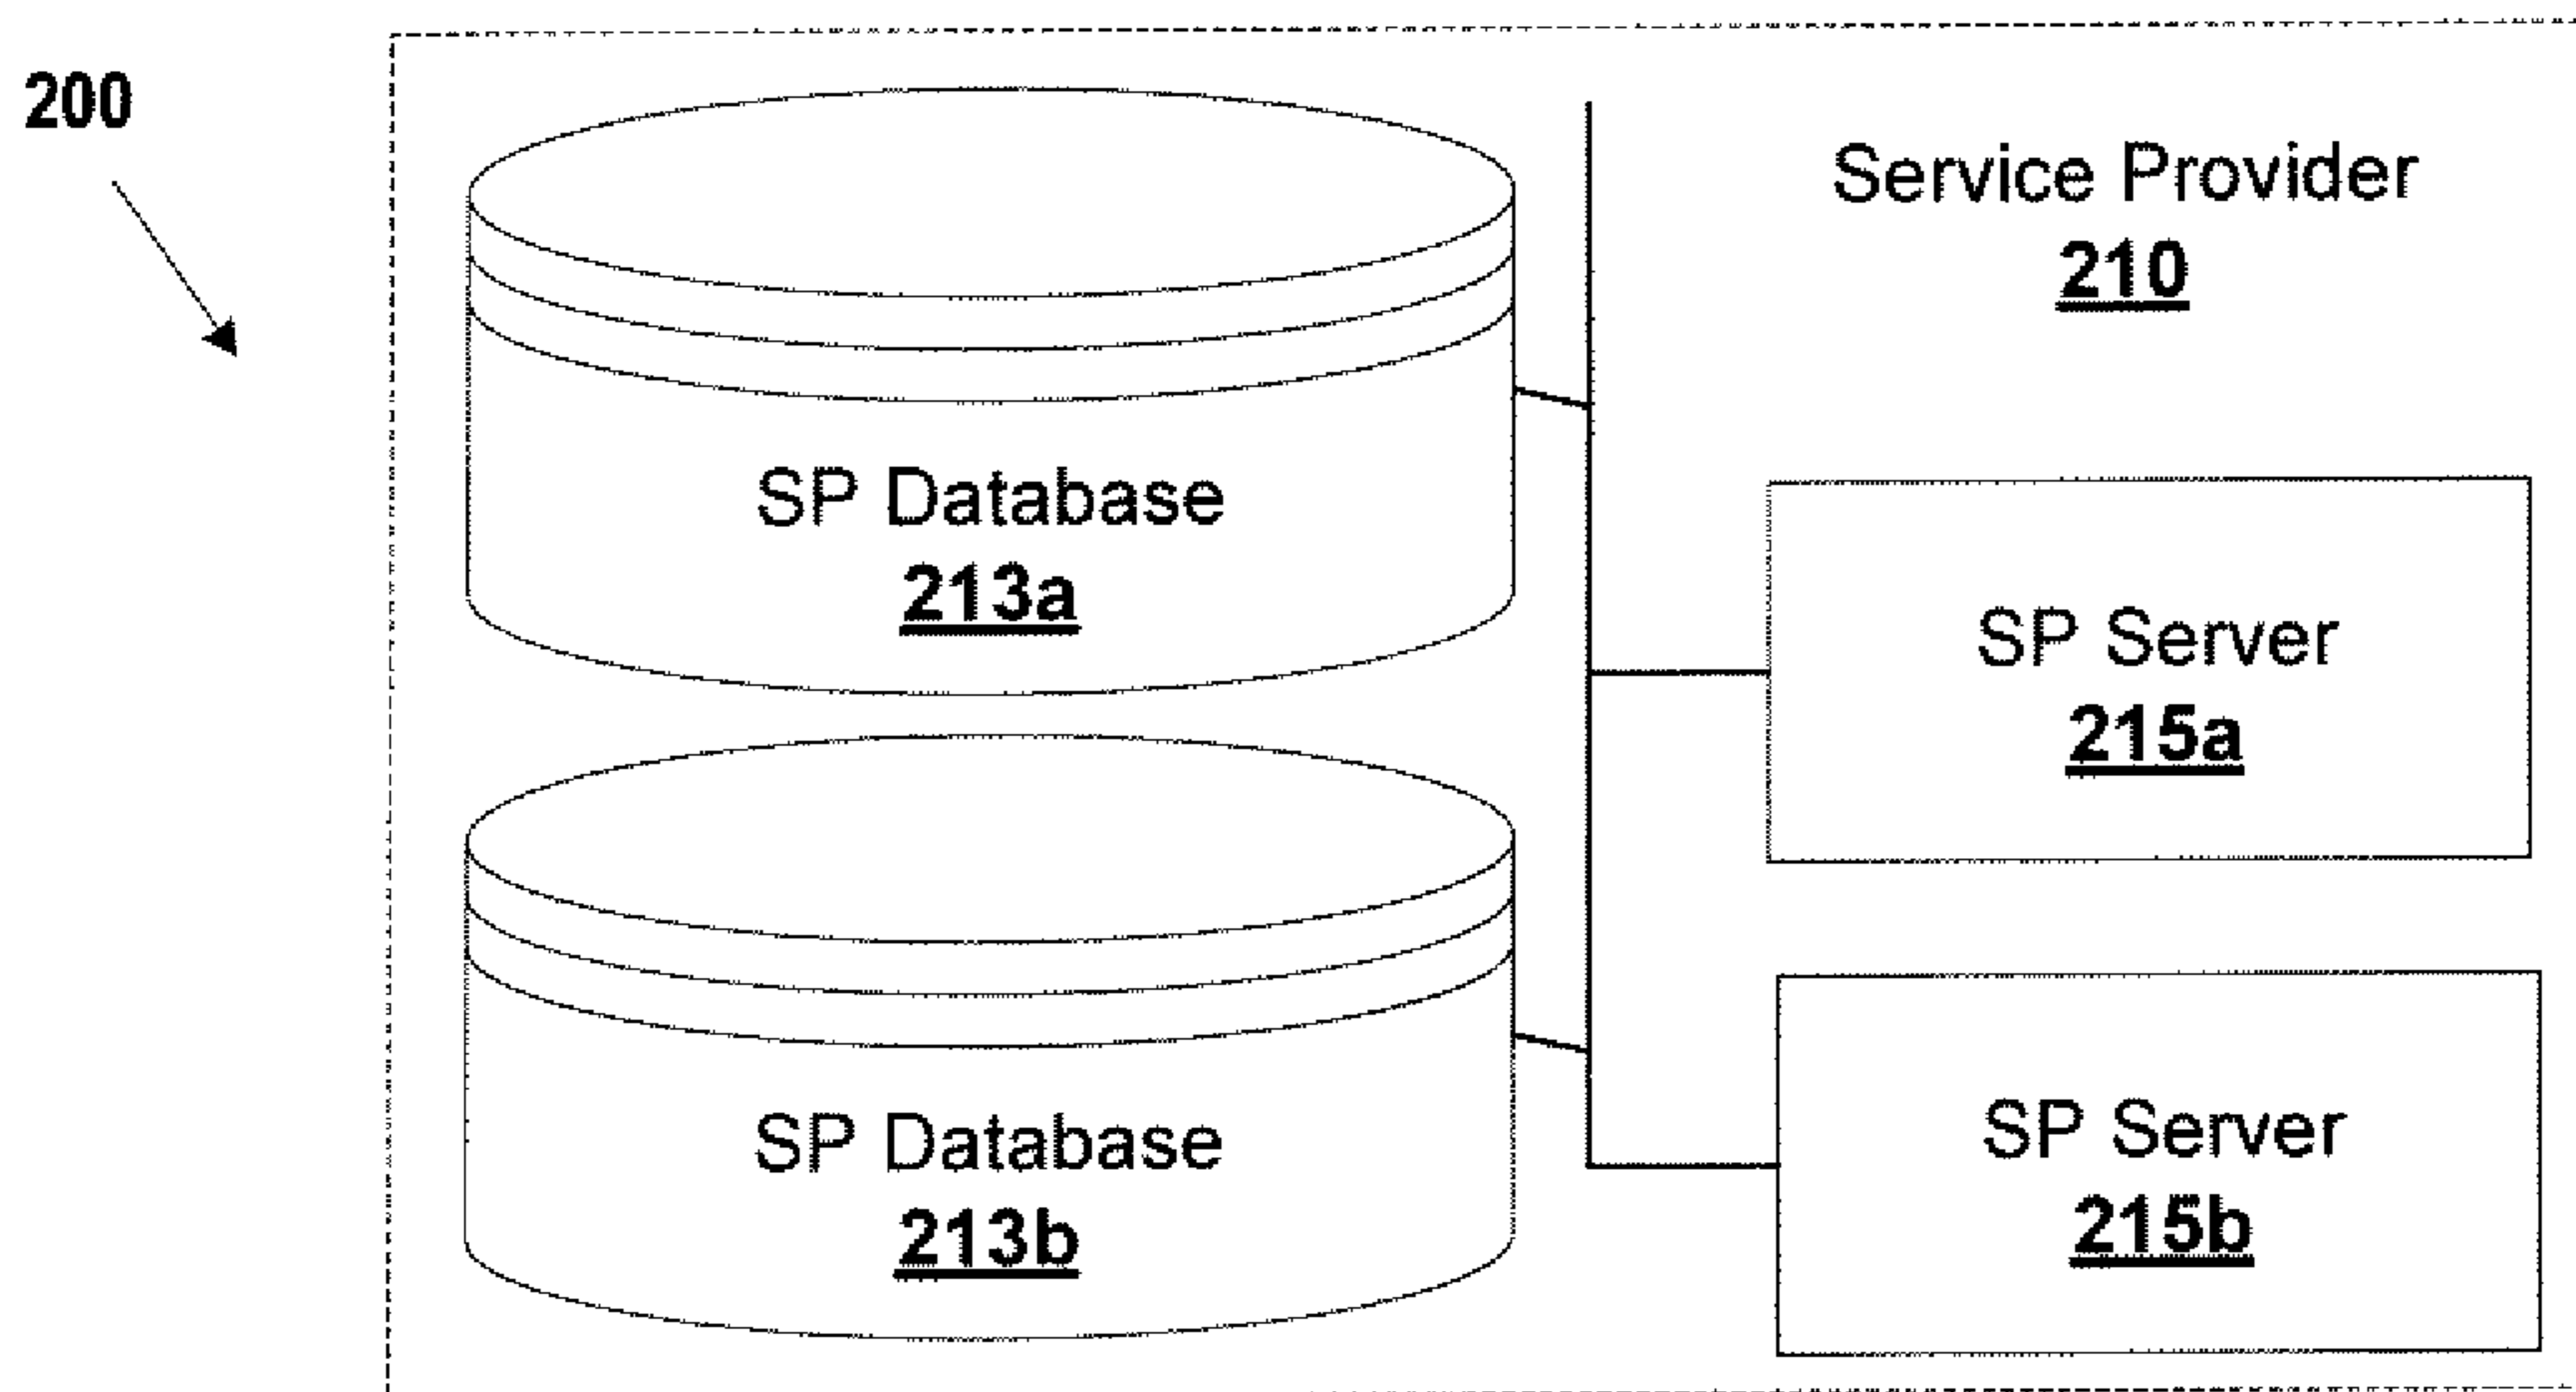 200
Service Provider
210
SP Database
213a
SP Server
215a
SP Database
213b
SP Server
215b